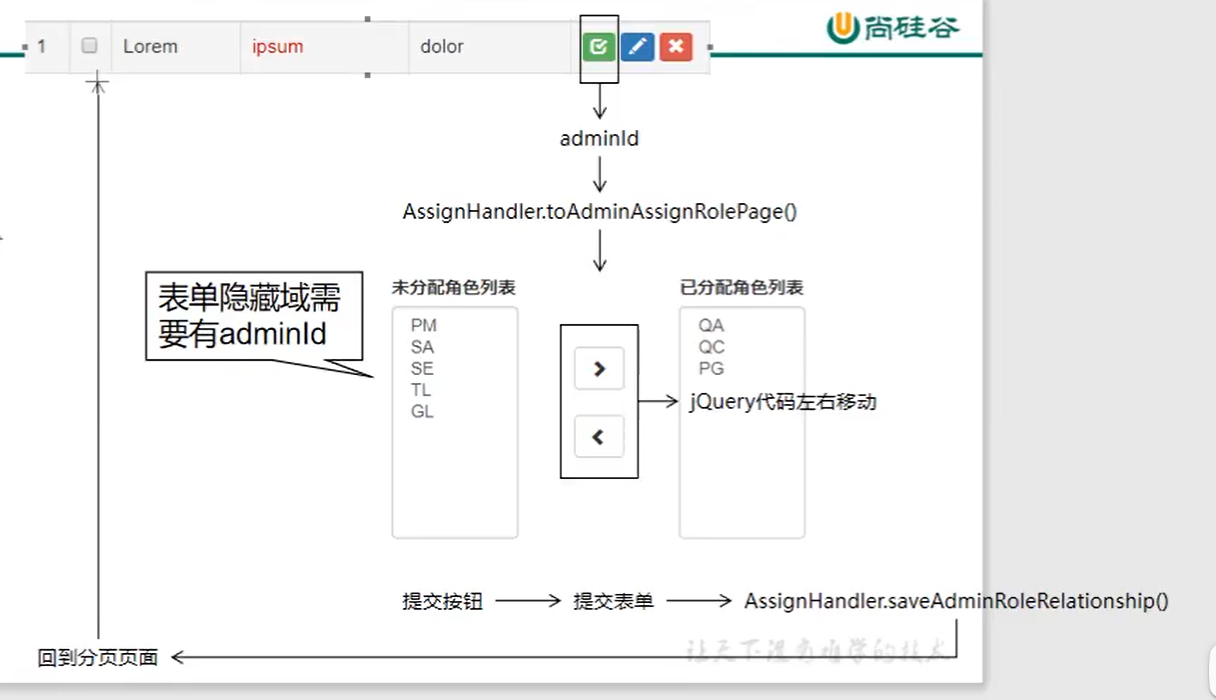 尚硅谷
1 Lorem ipsum dolor
adminId
AssignHandler.toAdminAssignRolePage()
表单隐藏域需
要有adminId
未分配角色列表
PM
SA
SE
TL
GL
已分配角色列表
QA
QC
PG
jQuery代码左右移动
提交按钮 提交表单 AssignHandler.saveAdminRoleRelationship()
让天下没有难学的技术
回到分页页面